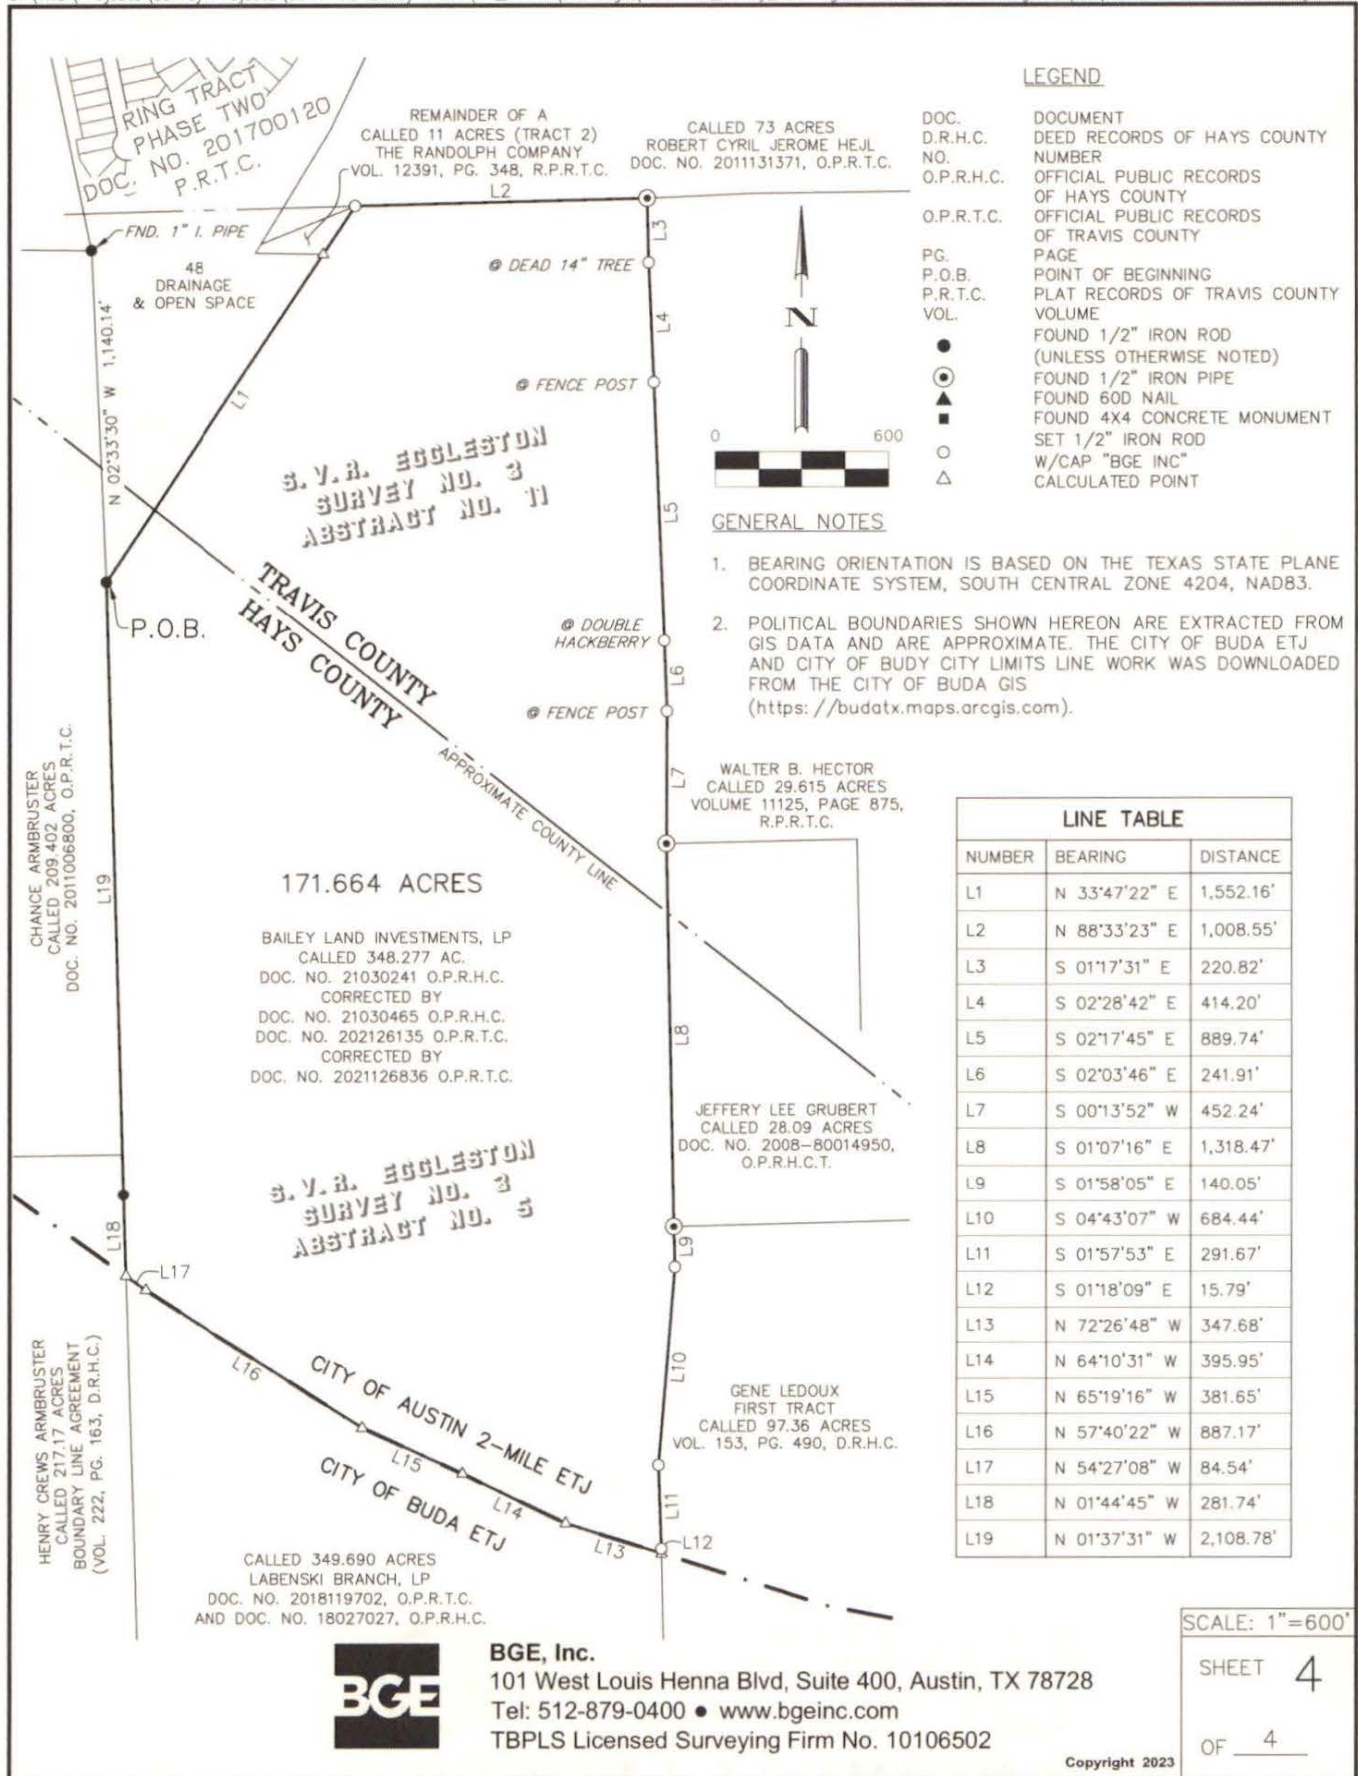 RING TRACT
PHASE TWO
DOC. NO. 201700120
P.R.T.C.
REMAINDER OF A
CALLED 11 ACRES (TRACT 2)
THE RANDOLPH COMPANY
VOL. 12391, PG. 348, R.P.R.T.C.
CALLED 73 ACRES
ROBERT CYRIL JEROME HEJL
DOC. NO. 2011131371, O.P.R.T.C.
L2
FND. 1" I. PIPE
48
DRAINAGE
& OPEN SPACE
N 02°33'30" W 1,140.14'
L1
L3
@ DEAD 14" TREE
L4
@ FENCE POST
N
0 600
LEGEND
DOC. DOCUMENT
D.R.H.C. DEED RECORDS OF HAYS COUNTY
NO. NUMBER
O.P.R.H.C. OFFICIAL PUBLIC RECORDS
OF HAYS COUNTY
O.P.R.T.C. OFFICIAL PUBLIC RECORDS
OF TRAVIS COUNTY
PG. PAGE
P.O.B. POINT OF BEGINNING
P.R.T.C. PLAT RECORDS OF TRAVIS COUNTY
VOL. VOLUME
FOUND 1/2" IRON ROD
(UNLESS OTHERWISE NOTED)
FOUND 1/2" IRON PIPE
FOUND 60D NAIL
FOUND 4X4 CONCRETE MONUMENT
SET 1/2" IRON ROD
W/CAP "BGE INC"
CALCULATED POINT
S. V. R. EGGLESTON
SURVEY NO. 3
ABSTRACT NO. 11
L5
GENERAL NOTES
1. BEARING ORIENTATION IS BASED ON THE TEXAS STATE PLANE
COORDINATE SYSTEM, SOUTH CENTRAL ZONE 4204, NAD83.
2. POLITICAL BOUNDARIES SHOWN HEREON ARE EXTRACTED FROM
GIS DATA AND ARE APPROXIMATE. THE CITY OF BUDA ETJ
AND CITY OF BUDY CITY LIMITS LINE WORK WAS DOWNLOADED
FROM THE CITY OF BUDA GIS
(https://budatx.maps.arcgis.com).
P.O.B.
TRAVIS COUNTY
HAYS COUNTY
APPROXIMATE COUNTY LINE
@ DOUBLE
HACKBERRY
L6
@ FENCE POST
L7
WALTER B. HECTOR
CALLED 29.615 ACRES
VOLUME 11125, PAGE 875,
R.P.R.T.C.
CHANCE ARMBRUSTER
CALLED 209.402 ACRES
DOC. NO. 2011006800, O.P.R.T.C.
L19
171.664 ACRES
BAILEY LAND INVESTMENTS, LP
CALLED 348.277 AC.
DOC. NO. 21030241 O.P.R.H.C.
CORRECTED BY
DOC. NO. 21030465 O.P.R.H.C.
DOC. NO. 202126135 O.P.R.T.C.
CORRECTED BY
DOC. NO. 2021126836 O.P.R.T.C.
L8
JEFFERY LEE GRUBERT
CALLED 28.09 ACRES
DOC. NO. 2008-80014950,
O.P.R.H.C.T.
S. V. R. EGGLESTON
SURVEY NO. 3
ABSTRACT NO. 5
L9
L18
L17
L16
L15
L14
L13
L12
L11
L10
CITY OF AUSTIN 2-MILE ETJ
CITY OF BUDA ETJ
GENE LEDOUX
FIRST TRACT
CALLED 97.36 ACRES
VOL. 153, PG. 490, D.R.H.C.
HENRY CREWS ARMBRUSTER
CALLED 217.17 ACRES
BOUNDARY LINE AGREEMENT
(VOL. 222, PG. 163, D.R.H.C.)
CALLED 349.690 ACRES
LABENSKI BRANCH, LP
DOC. NO. 2018119702, O.P.R.T.C.
AND DOC. NO. 18027027, O.P.R.H.C.
LINE TABLE
NUMBER BEARING DISTANCE
L1 N 33°47'22" E 1,552.16'
L2 N 88°33'23" E 1,008.55'
L3 S 01°17'31" E 220.82'
L4 S 02°28'42" E 414.20'
L5 S 02°17'45" E 889.74'
L6 S 02°03'46" E 241.91'
L7 S 00°13'52" W 452.24'
L8 S 01°07'16" E 1,318.47'
L9 S 01°58'05" E 140.05'
L10 S 04°43'07" W 684.44'
L11 S 01°57'53" E 291.67'
L12 S 01°18'09" E 15.79'
L13 N 72°26'48" W 347.68'
L14 N 64°10'31" W 395.95'
L15 N 65°19'16" W 381.65'
L16 N 57°40'22" W 887.17'
L17 N 54°27'08" W 84.54'
L18 N 01°44'45" W 281.74'
L19 N 01°37'31" W 2,108.78'
BGE
BGE, Inc.
101 West Louis Henna Blvd, Suite 400, Austin, TX 78728
Tel: 512-879-0400 ● www.bgeinc.com
TBPLS Licensed Surveying Firm No. 10106502
Copyright 2023
SCALE: 1"=600'
SHEET 4
OF 4